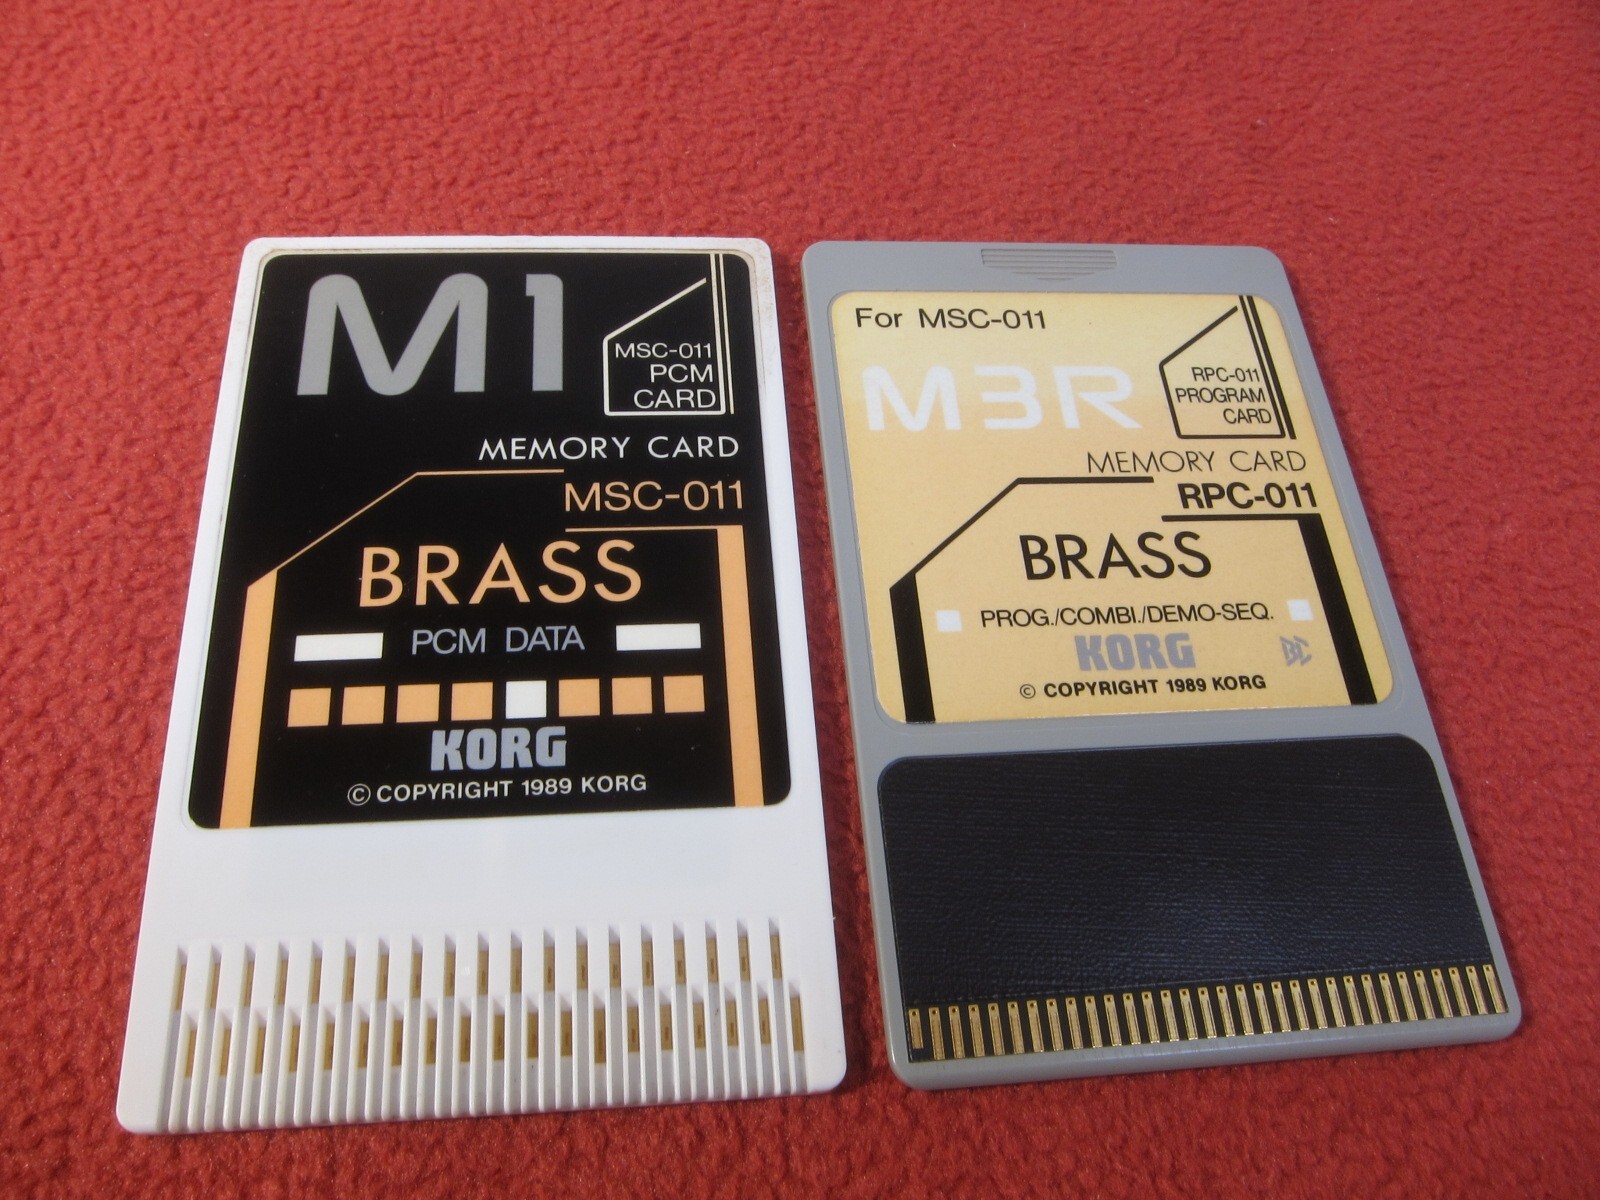 M1
MSC-011
PCM
CARD
MEMORY CARD
MSC-011
BRASS
PCM DATA
KORG
© COPYRIGHT 1989 KORG
For MSC-011
M3R
RPC-011
PROGRAM
CARD
MEMORY CARD
RPC-011
BRASS
PROG./COMBI./DEMO-SEQ.
KORG
© COPYRIGHT 1989 KORG